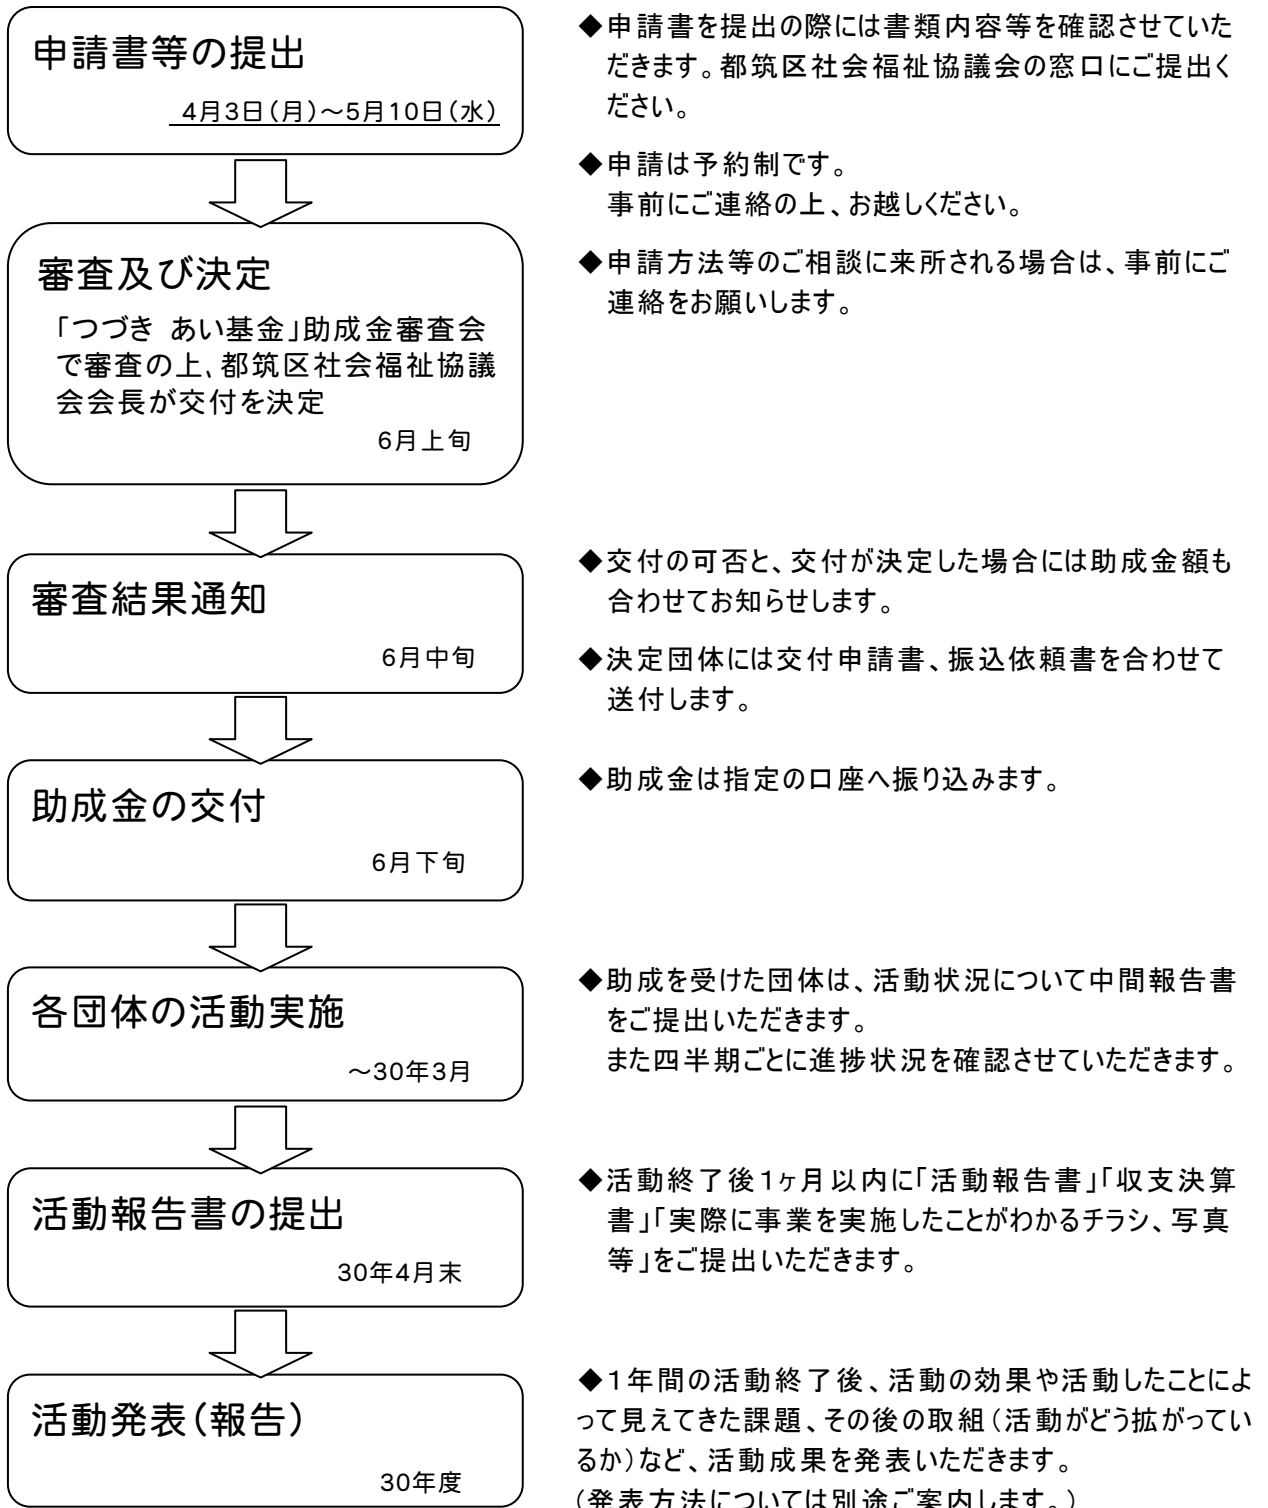 申請書等の提出
4月3日(月)～5月10日(水)
◆申請書を提出の際には書類内容等を確認させていた
だきます。都筑区社会福祉協議会の窓口にご提出く
ださい。
◆申請は予約制です。
事前にご連絡の上、お越しください。
◆申請方法等のご相談に来所される場合は、事前にご
連絡をお願いします。
審査及び決定
「つづき あい基金」助成金審査会
で審査の上、都筑区社会福祉協議
会会長が交付を決定
6月上旬
審査結果通知
6月中旬
◆交付の可否と、交付が決定した場合には助成金額も
合わせてお知らせします。
◆決定団体には交付申請書、振込依頼書を合わせて
送付します。
助成金の交付
6月下旬
◆助成金は指定の口座へ振り込みます。
各団体の活動実施
～30年3月
◆助成を受けた団体は、活動状況について中間報告書
をご提出いただきます。
また四半期ごとに進捗状況を確認させていただきます。
活動報告書の提出
30年4月末
◆活動終了後1ヶ月以内に「活動報告書」「収支決算
書」「実際に事業を実施したことがわかるチラシ、写真
等」をご提出いただきます。
活動発表(報告)
30年度
◆1年間の活動終了後、活動の効果や活動したことによ
って見えてきた課題、その後の取組(活動がどう拡がってい
るか)など、活動成果を発表いただきます。
(発表方法については別途ご案内します。)